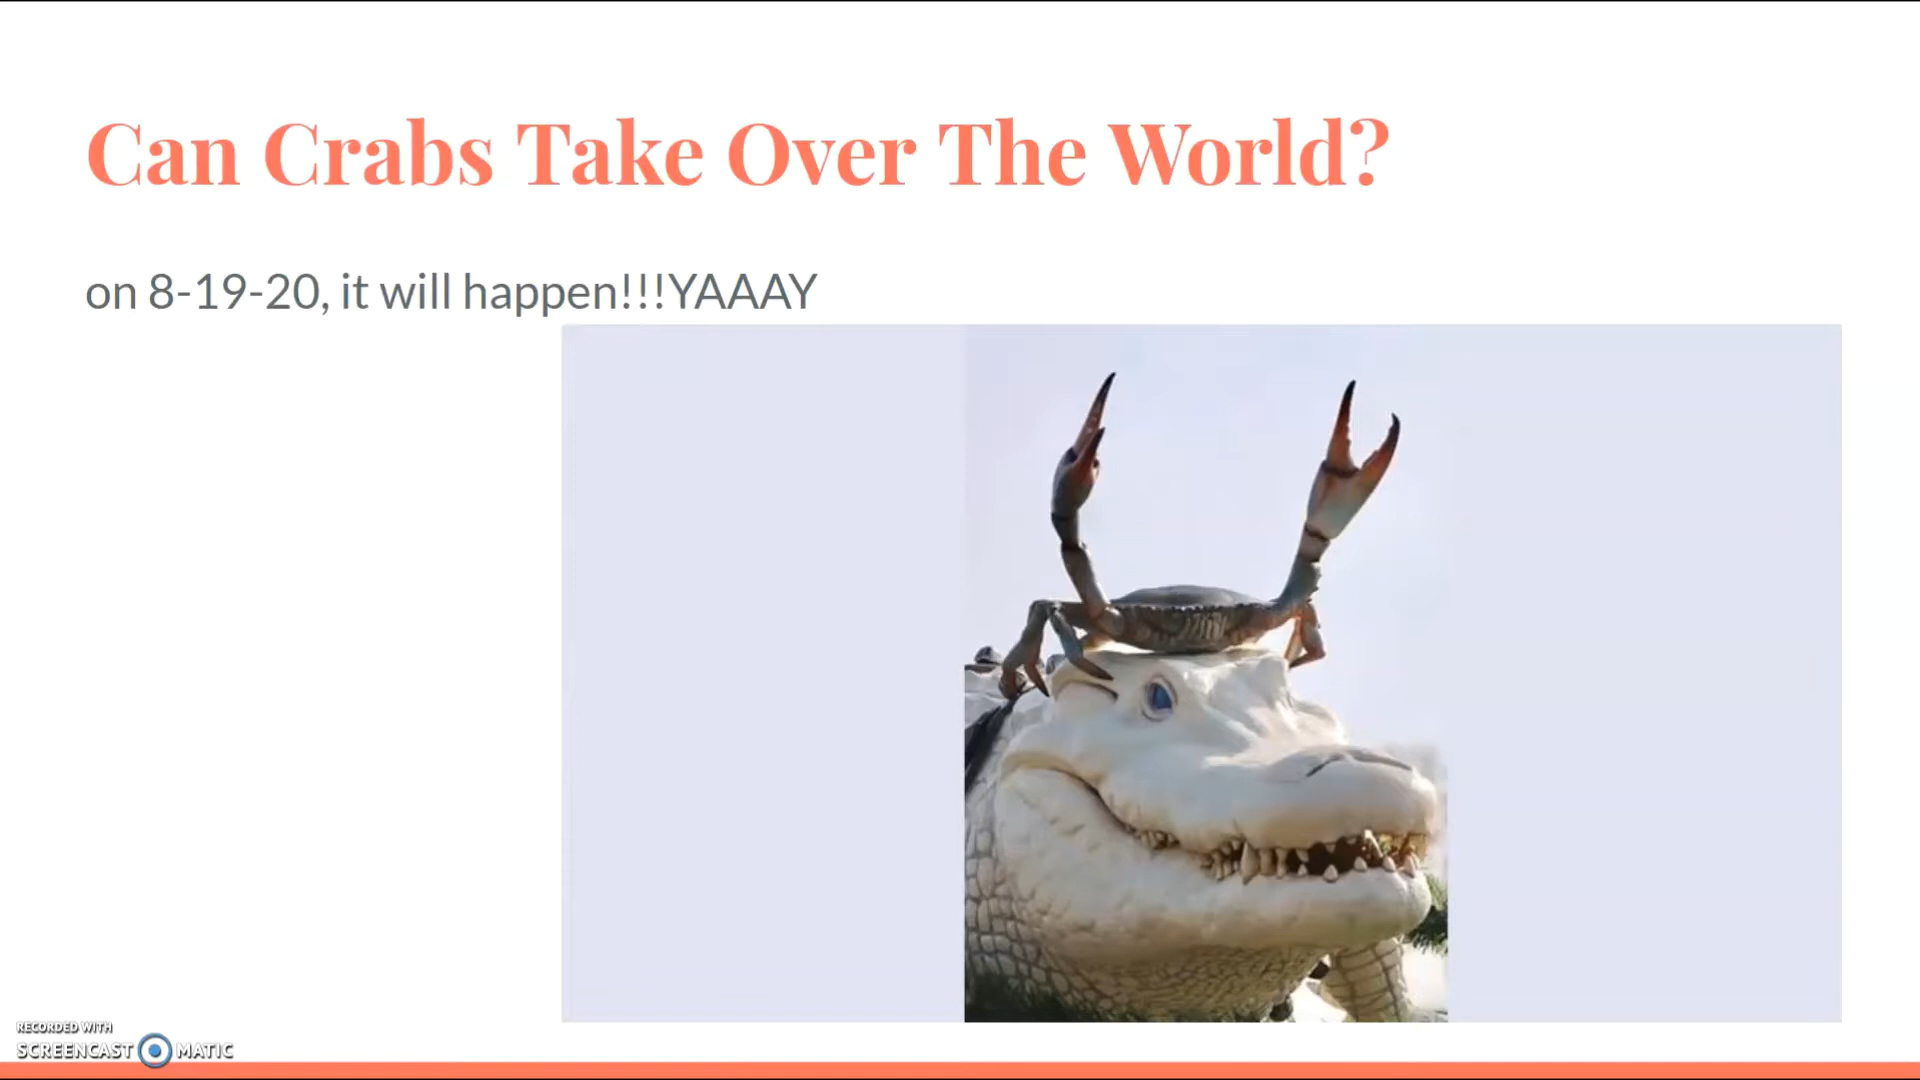 Can Crabs Take Over The World?
on 8-19-20, it will happen!!!YAAAY
RECORDED WITH
SCREENCAST MATIC